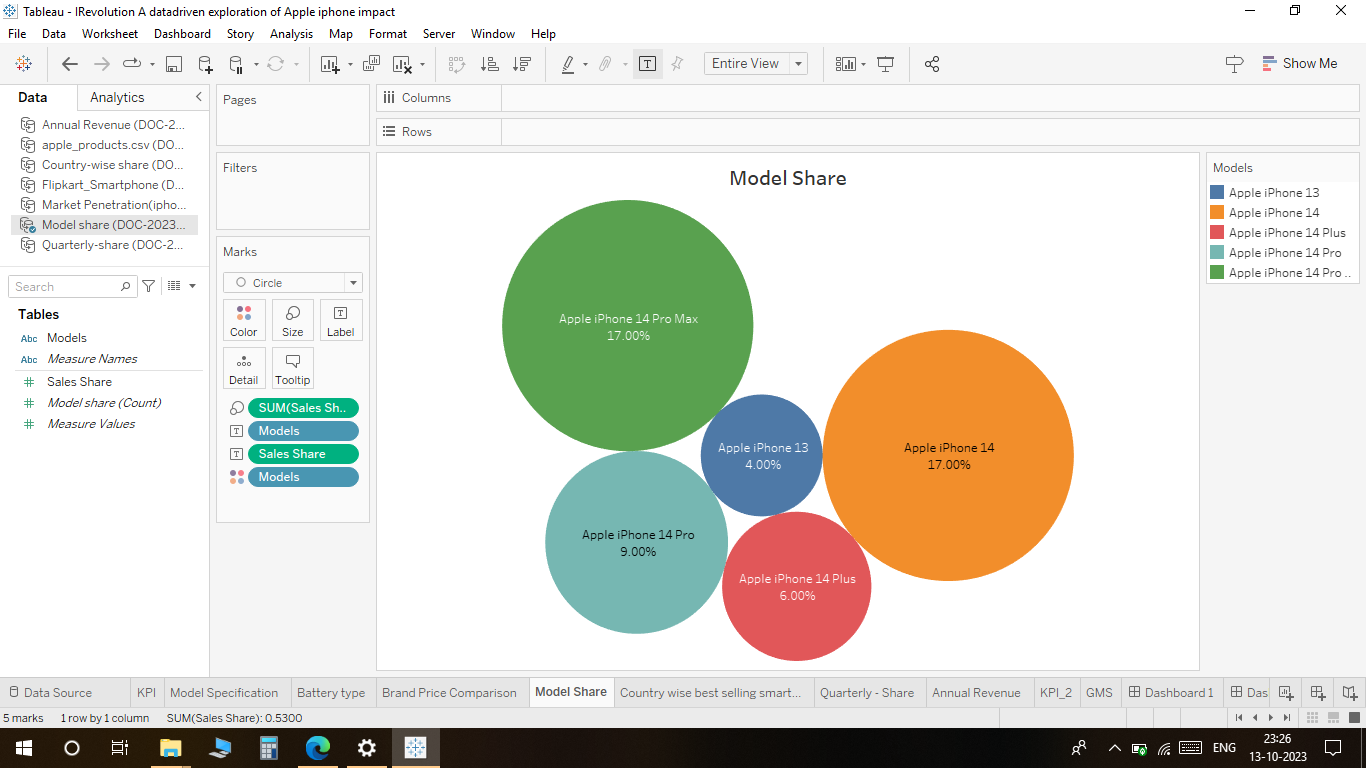 Tableau - IRevolution A datadriven exploration of Apple iphone impact
File Data Worksheet Dashboard Story Analysis Map Format Server Window Help
Entire View
Show Me
Data Analytics
Annual Revenue (DOC-2...
apple_products.csv (DO...
Country-wise share (DO...
Flipkart_Smartphone (D...
Market Penetration(ipho...
Model share (DOC-2023...
Quarterly-share (DOC-2...
Search
Tables
Abc Models
Abc Measure Names
Sales Share
Model share (Count)
Measure Values
Pages
Filters
Marks
Circle
Color Size Label
Detail Tooltip
SUM(Sales Sh..
Models
Sales Share
Models
Columns
Rows
Model Share
Apple iPhone 14 Pro Max
17.00%
Apple iPhone 13
4.00%
Apple iPhone 14
17.00%
Apple iPhone 14 Pro
9.00%
Apple iPhone 14 Plus
6.00%
Models
Apple iPhone 13
Apple iPhone 14
Apple iPhone 14 Plus
Apple iPhone 14 Pro
Apple iPhone 14 Pro ..
Data Source KPI Model Specification Battery type Brand Price Comparison Model Share Country wise best selling smart... Quarterly - Share Annual Revenue KPI_2 GMS Dashboard 1 Das
5 marks 1 row by 1 column SUM(Sales Share): 0.5300
ENG
23:26
13-10-2023